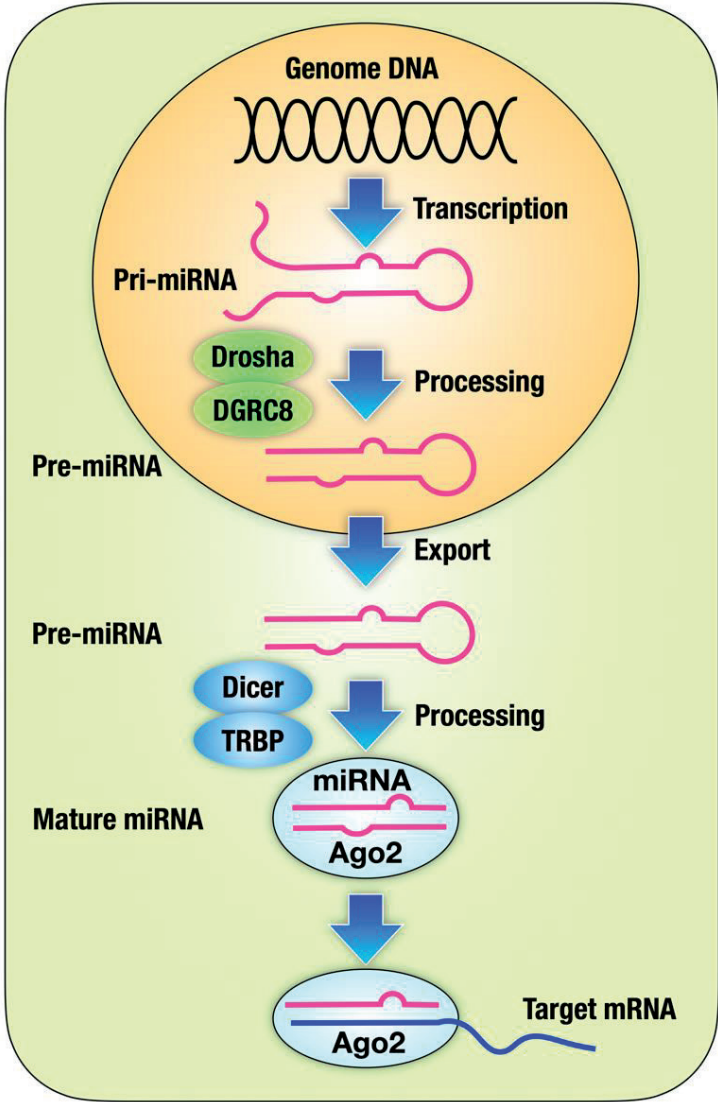 Genome DNA
Transcription
Pri-miRNA
Drosha
DGRC8
Processing
Pre-miRNA
Export
Pre-miRNA
Dicer
TRBP
Processing
miRNA
Mature miRNA
Ago2
Target mRNA
Ago2